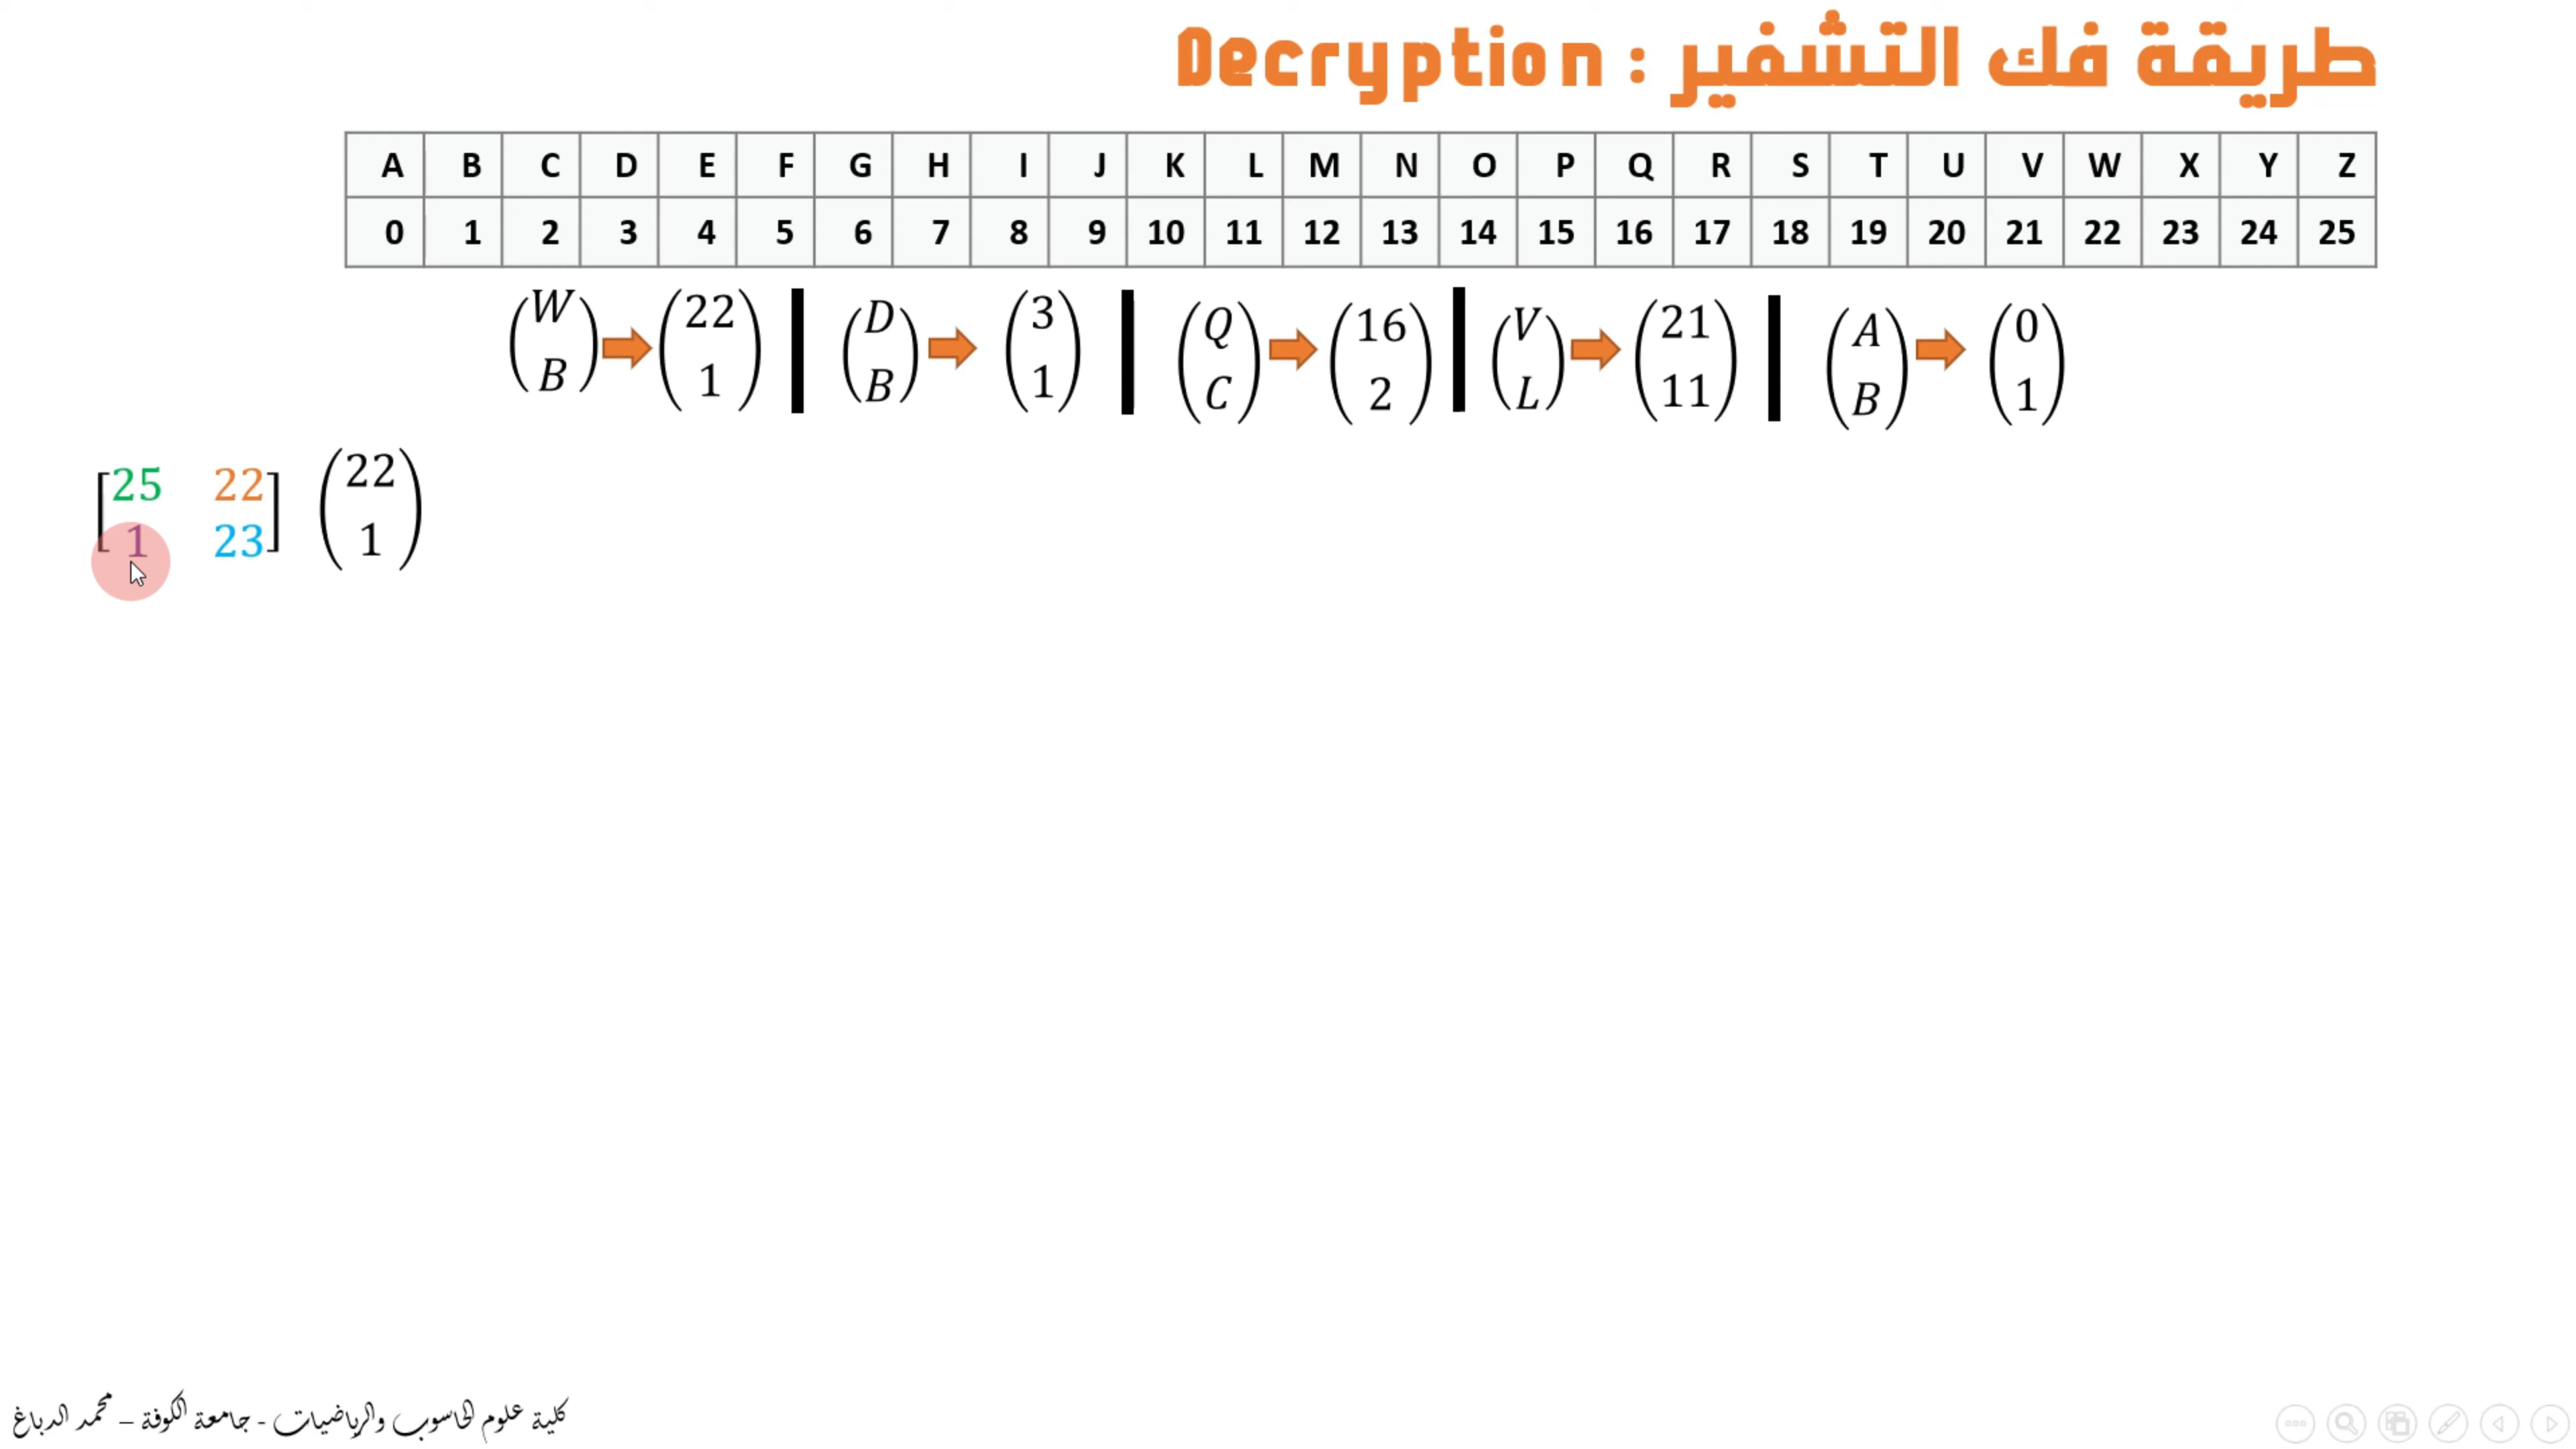 طريقة فك التشفير : Decryption
A B C D E F G H I J K L M N O P Q R S T U V W X Y Z
0 1 2 3 4 5 6 7 8 9 10 11 12 13 14 15 16 17 18 19 20 21 22 23 24 25
W 22 D 3 Q 16 V 21 A 0
B 1 B 1 C 2 L 11 B 1
25 22 22
1 23 1
كلية علوم الحاسوب والرياضيات - جامعة الكوفة – محمد الدباغ